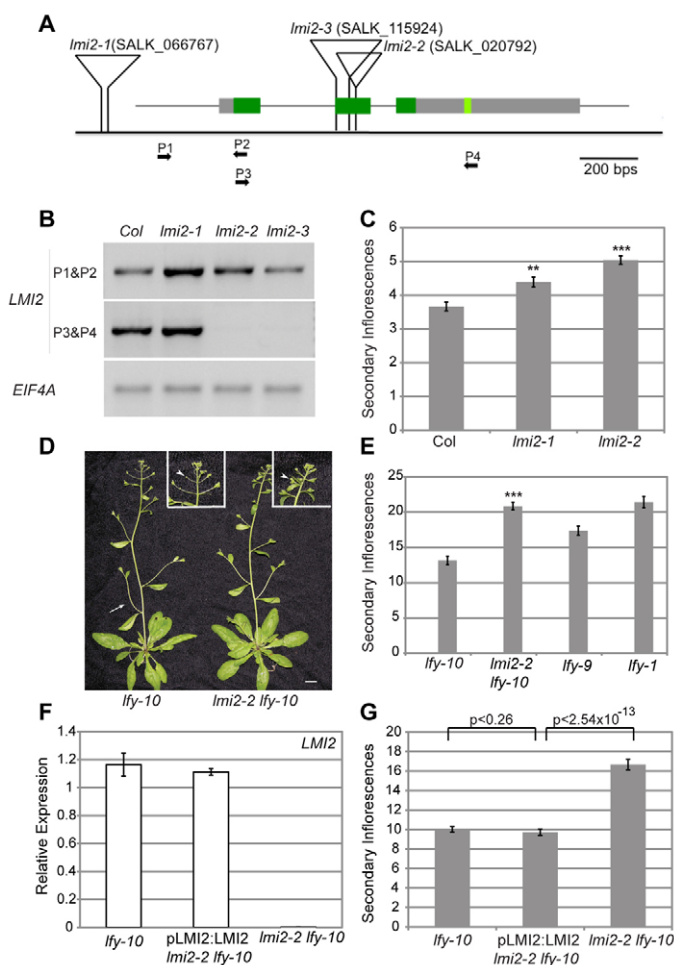 A
lmi2-1(SALK_066767)
lmi2-3 (SALK_115924)
lmi2-2 (SALK_020792)
P1
P2
P3
P4
200 bps
B
Col lmi2-1 lmi2-2 lmi2-3
LMI2
P1&P2
P3&P4
EIF4A
C
Secondary Inflorescences
6
5
4
3
2
1
0
**
***
Col lmi2-1 lmi2-2
D
lfy-10 lmi2-2 lfy-10
E
Secondary Inflorescences
25
20
15
10
5
0
***
lfy-10
lmi2-2
lfy-10
lfy-9
lfy-1
F
LMI2
Relative Expression
1.4
1.2
1
0.8
0.6
0.4
0.2
0
lfy-10
pLMI2:LMI2
lmi2-2 lfy-10
lmi2-2 lfy-10
G
p<0.26
p<2.54x10-13
Secondary Inflorescences
20
18
16
14
12
10
8
6
4
2
0
lfy-10
pLMI2:LMI2
lmi2-2 lfy-10
lmi2-2 lfy-10